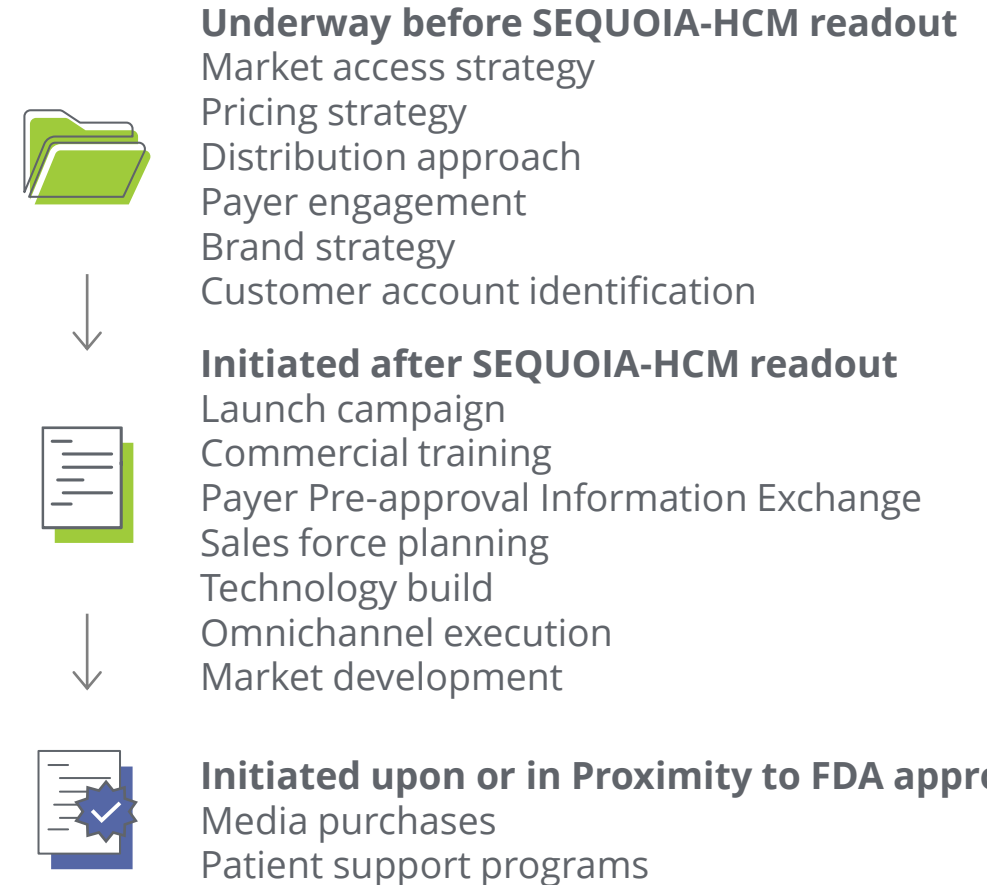 Underway before SEQUOIA-HCM readout
Market access strategy
Pricing strategy
Distribution approach
Payer engagement
Brand strategy
Customer account identification
Initiated after SEQUOIA-HCM readout
Launch campaign
Commercial training
Payer Pre-approval Information Exchange
Sales force planning
Technology build
Omnichannel execution
Market development
Initiated upon or in Proximity to FDA
Media purchases
Patient support programs